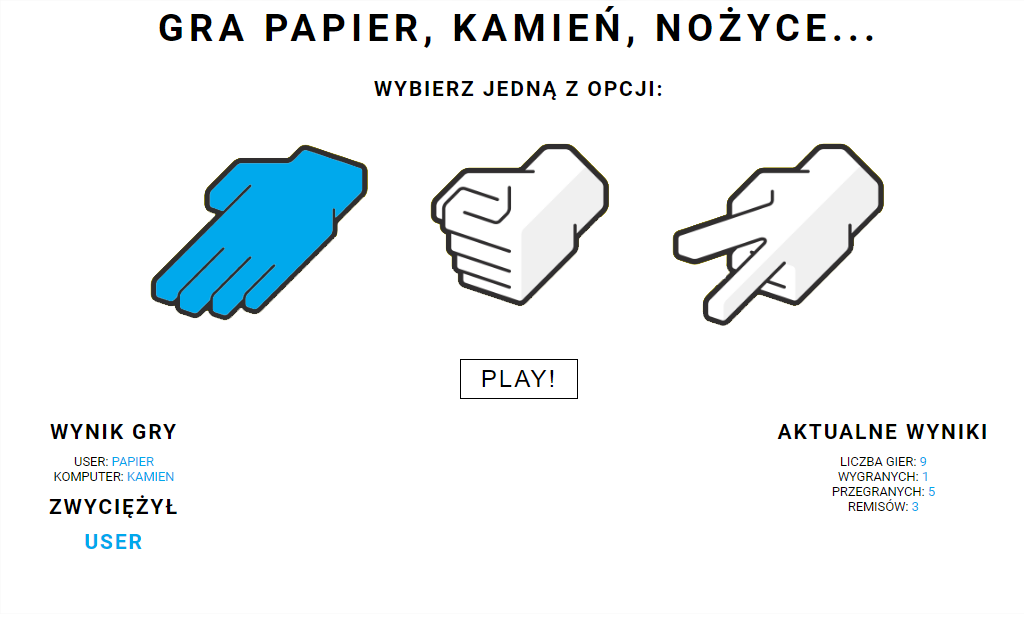 GRA PAPIER, KAMIEŃ, NOŻYCE...
WYBIERZ JEDNĄ Z OPCJI:
PLAY!
WYNIK GRY
USER: PAPIER
KOMPUTER: KAMIEN
ZWYCIĘŻYŁ
USER
AKTUALNE WYNIKI
LICZBA GIER: 9
WYGRANYCH: 1
PRZEGRANYCH: 5
REMISÓW: 3